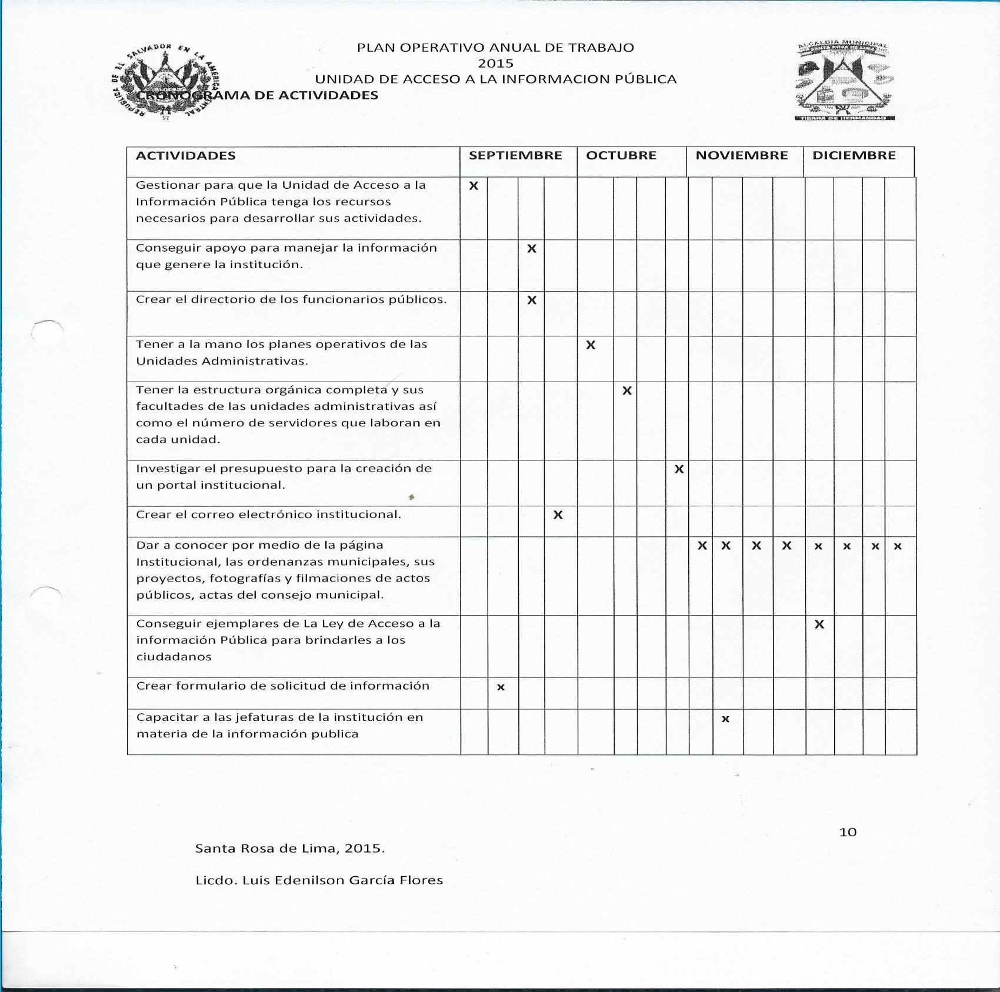 PLAN OPERATIVO ANUAL DE TRABAJO
2015
UNIDAD DE ACCESO A LA INFORMACION PÚBLICA
CRONOGRAMA DE ACTIVIDADES
REPUBLICA DE EL SALVADOR EN LA AMERICA CENTRAL
ALCALDIA MUNICIPAL
TIERRA DE HERMANDAD
ACTIVIDADES SEPTIEMBRE OCTUBRE NOVIEMBRE DICIEMBRE
Gestionar para que la Unidad de Acceso a la X
Información Pública tenga los recursos
necesarios para desarrollar sus actividades.
Conseguir apoyo para manejar la información X
que genere la institución.
Crear el directorio de los funcionarios públicos. X
Tener a la mano los planes operativos de las X
Unidades Administrativas.
Tener la estructura orgánica completa y sus X
facultades de las unidades administrativas así
como el número de servidores que laboran en
cada unidad.
Investigar el presupuesto para la creación de X
un portal institucional.
Crear el correo electrónico institucional. X
Dar a conocer por medio de la página X X X X x x x x
Institucional, las ordenanzas municipales, sus
proyectos, fotografías y filmaciones de actos
públicos, actas del consejo municipal.
Conseguir ejemplares de La Ley de Acceso a la X
información Pública para brindarles a los
ciudadanos
Crear formulario de solicitud de información x
Capacitar a las jefaturas de la institución en x
materia de la información publica
10
Santa Rosa de Lima, 2015.
Licdo. Luis Edenilson García Flores